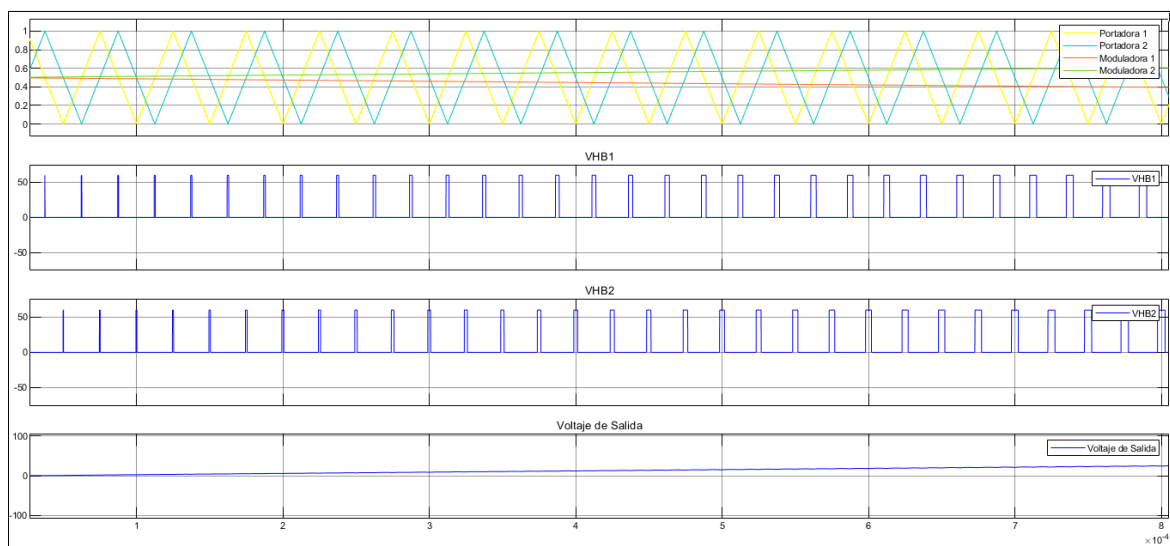 1
0.8
0.6
0.4
0.2
0
Portadora 1
Portadora 2
Moduladora 1
Moduladora 2
VHB1
50
0
-50
VHB1
VHB2
50
0
-50
VHB2
Voltaje de Salida
100
0
-100
Voltaje de Salida
1 2 3 4 5 6 7 8
×10-4